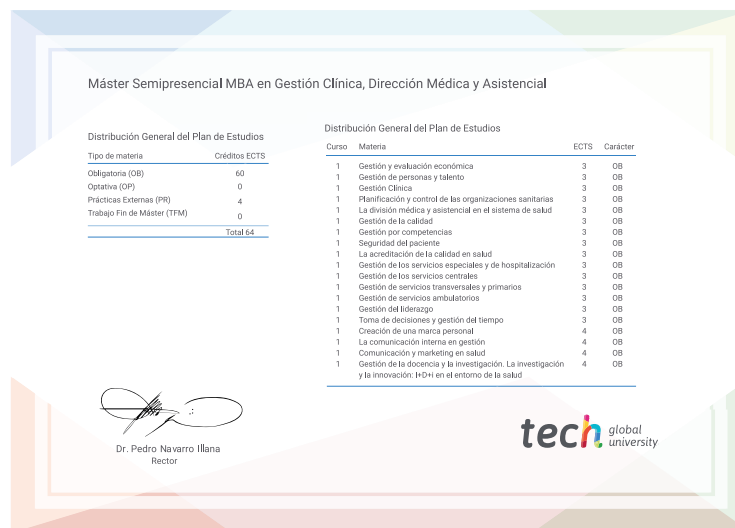 Máster Semipresencial MBA en Gestión Clínica, Dirección Médica y Asistencial
Distribución General del Plan de Estudios
Tipo de materia Créditos ECTS
Obligatoria (OB) 60
Optativa (OP) 0
Prácticas Externas (PR) 4
Trabajo Fin de Máster (TFM) 0
Total 64
Distribución General del Plan de Estudios
Curso Materia ECTS Carácter
1 Gestión y evaluación económica 3 OB
1 Gestión de personas y talento 3 OB
1 Gestión Clínica 3 OB
1 Planificación y control de las organizaciones sanitarias 3 OB
1 La división médica y asistencial en el sistema de salud 3 OB
1 Gestión de la calidad 3 OB
1 Gestión por competencias 3 OB
1 Seguridad del paciente 3 OB
1 La acreditación de la calidad en salud 3 OB
1 Gestión de los servicios especiales y de hospitalización 3 OB
1 Gestión de los servicios centrales 3 OB
1 Gestión de servicios transversales y primarios 3 OB
1 Gestión de servicios ambulatorios 3 OB
1 Gestión del liderazgo 3 OB
1 Toma de decisiones y gestión del tiempo 3 OB
1 Creación de una marca personal 4 OB
1 La comunicación interna en gestión 4 OB
1 Comunicación y marketing en salud 4 OB
1 Gestión de la docencia y la investigación. La investigación 4 OB
y la innovación: I+D+i en el entorno de la salud
Dr. Pedro Navarro Illana
Rector
tech global
university